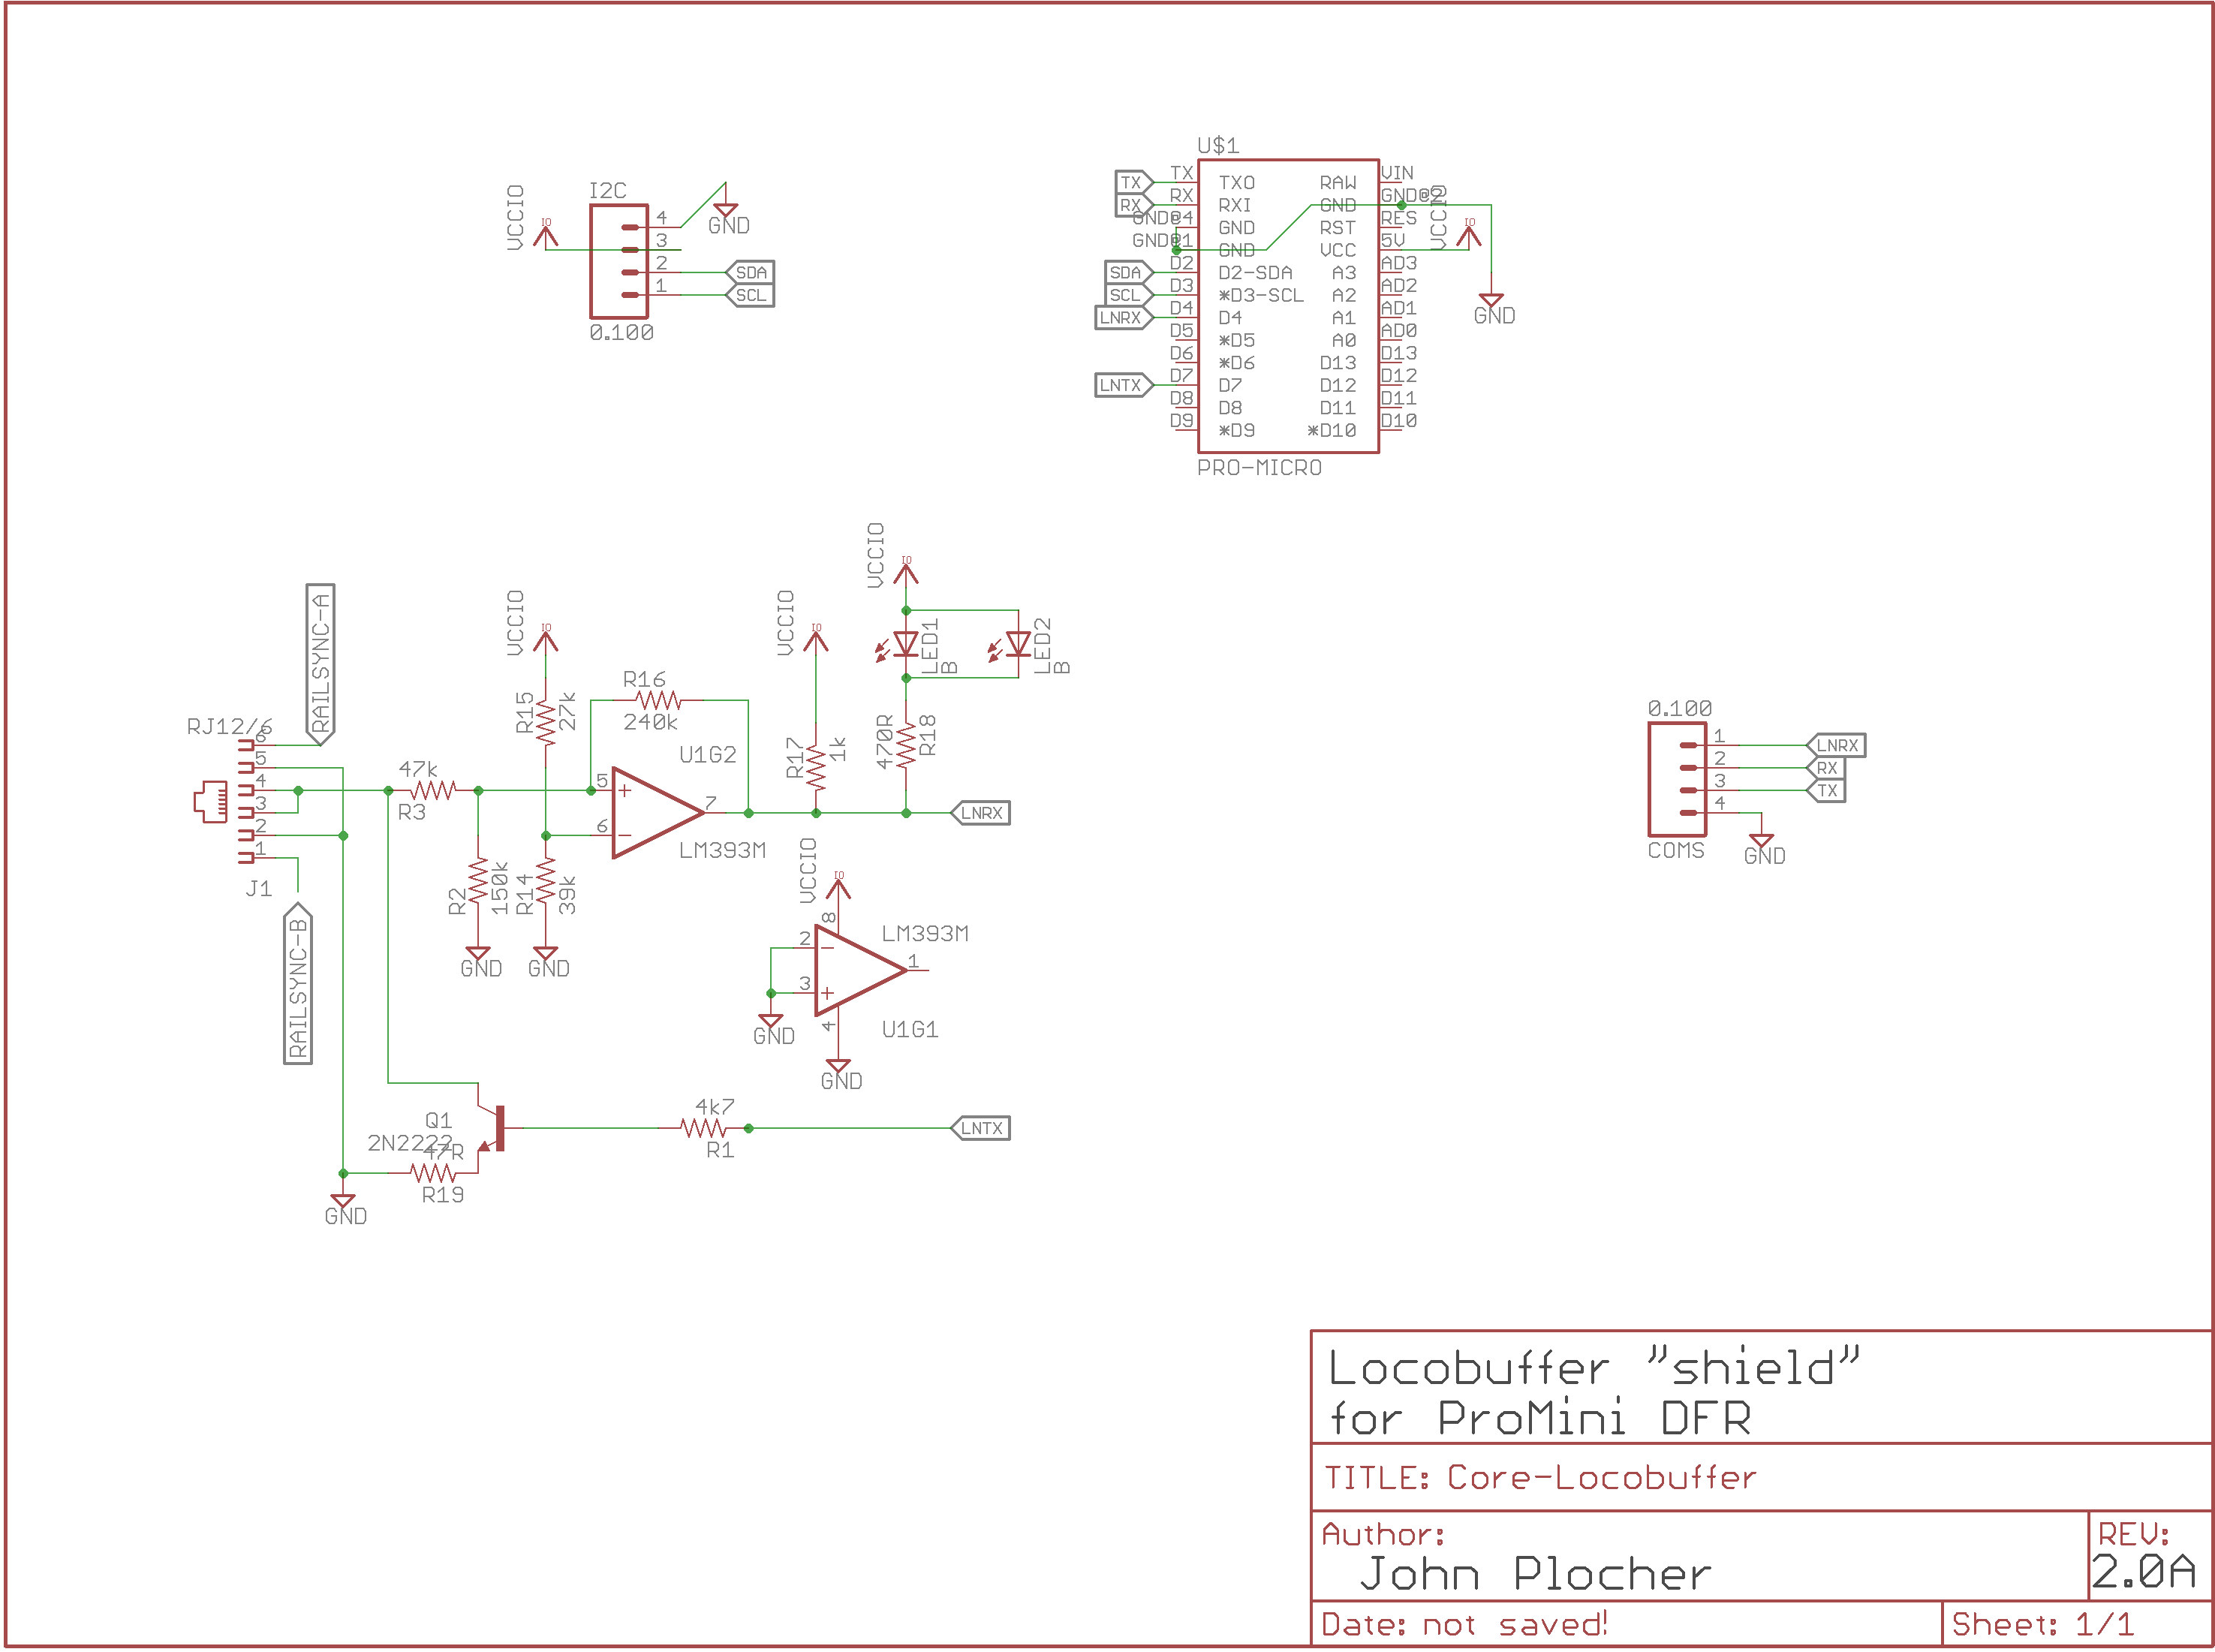 U$1
TX TXO RAW VIN
TX
RX RXI GND GND@2
RX
GND@4 GND RST RES
GND@1 GND VCC 5V
VCCIO
IO
SDA D2 D2-SDA A3 AD3
SCL D3 *D3-SCL A2 AD2
LNRX D4 D4 A1 AD1
D5 *D5 A0 AD0
D6 *D6 D13 D13
LNTX D7 D7 D12 D12
D8 D8 D11 D11
D9 *D9 *D10 D10
PRO-MICRO
GND
I2C
VCCIO
IO
4
GND
3
2 SDA
1 SCL
0.100
RAILSYNC-A
RJ12/6
6
5
4
3
2
1
J1
RAILSYNC-B
47k
R3
R2
150k
GND
VCCIO
IO
R15
27k
R14
39k
GND
R16
240k
U1G2
5
+
6
-
7
LM393M
VCCIO
IO
R17
1k
VCCIO
IO
LED1
B
LED2
B
470R
R18
LNRX
VCCIO
IO
8
LM393M
2
-
3
+
1
4
U1G1
GND
GND
Q1
2N2222
47R
R19
GND
4k7
R1
LNTX
0.100
1 LNRX
2 RX
3 TX
4
COMS
GND
Locobuffer "shield"
for ProMini DFR
TITLE: Core-Locobuffer
Author:
John Plocher
REV:
2.0A
Date: not saved!
Sheet: 1/1